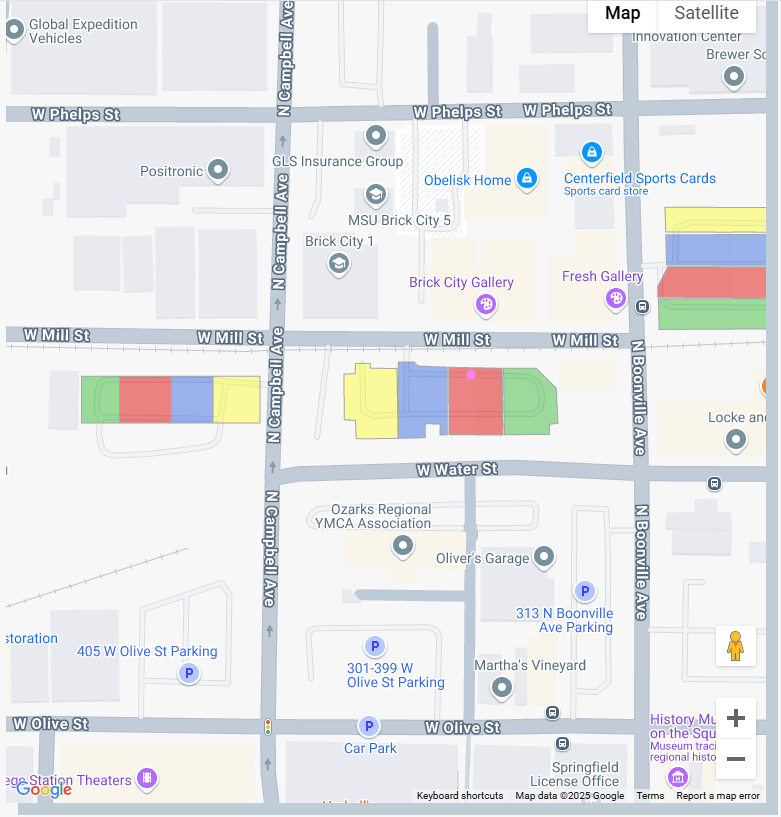 Map
Satellite
Global Expedition
Vehicles
N Campbell Ave
Innovation Center
Brewer Sc
W Phelps St
W Phelps St
W Phelps St
GLS Insurance Group
Positronic
Obelisk Home
Centerfield Sports Cards
Sports card store
N Campbell Ave
MSU Brick City 5
Brick City 1
Brick City Gallery
Fresh Gallery
W Mill St
W Mill St
W Mill St
W Mill St
N Campbell Ave
N Boonville Ave
Locke and
W Water St
N Campbell Ave
Ozarks Regional
YMCA Association
N Boonville Ave
Oliver's Garage
313 N Boonville
Ave Parking
storation
405 W Olive St Parking
301-399 W
Olive St Parking
Martha's Vineyard
W Olive St
W Olive St
Car Park
History Mu
on the Squ
Museum traci
regional histo
Springfield
License Office
ege Station Theaters
Google
Keyboard shortcuts
Map data ©2025 Google
Terms
Report a map error